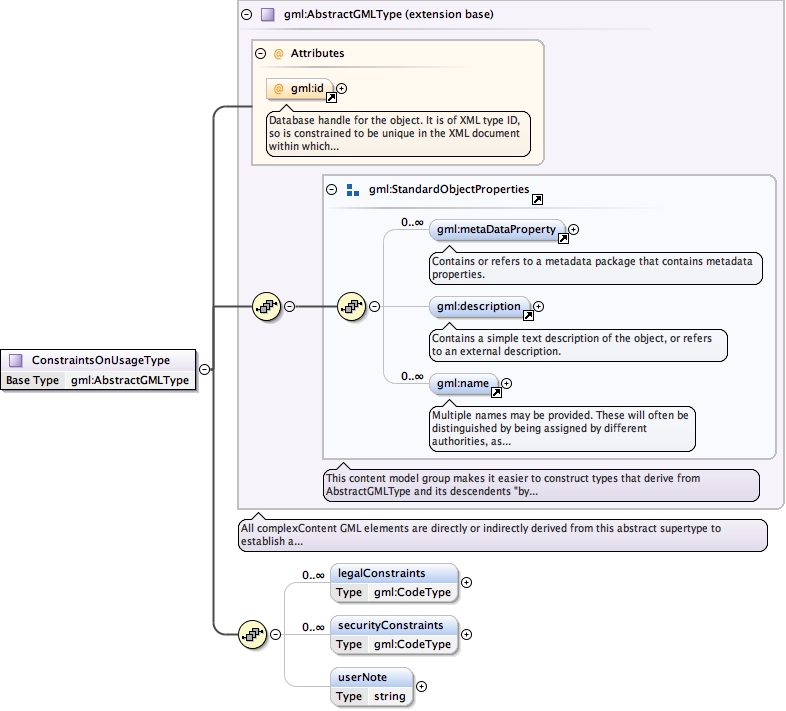 gml:AbstractGMLType (extension base)
@ Attributes
@ gml:id
Database handle for the object. It is of XML type ID,
so is constrained to be unique in the XML document
within which...
gml:StandardObjectProperties
0..∞
gml:metaDataProperty
Contains or refers to a metadata package that contains metadata
properties.
gml:description
Contains a simple text description of the object, or refers
to an external description.
0..∞
gml:name
Multiple names may be provided. These will often be
distinguished by being assigned by different
authorities, as...
This content model group makes it easier to construct types that derive from
AbstractGMLType and its descendents "by...
All complexContent GML elements are directly or indirectly derived from this abstract supertype to
establish a...
ConstraintsOnUsageType
Base Type gml:AbstractGMLType
0..∞
legalConstraints
Type gml:CodeType
0..∞
securityConstraints
Type gml:CodeType
userNote
Type string